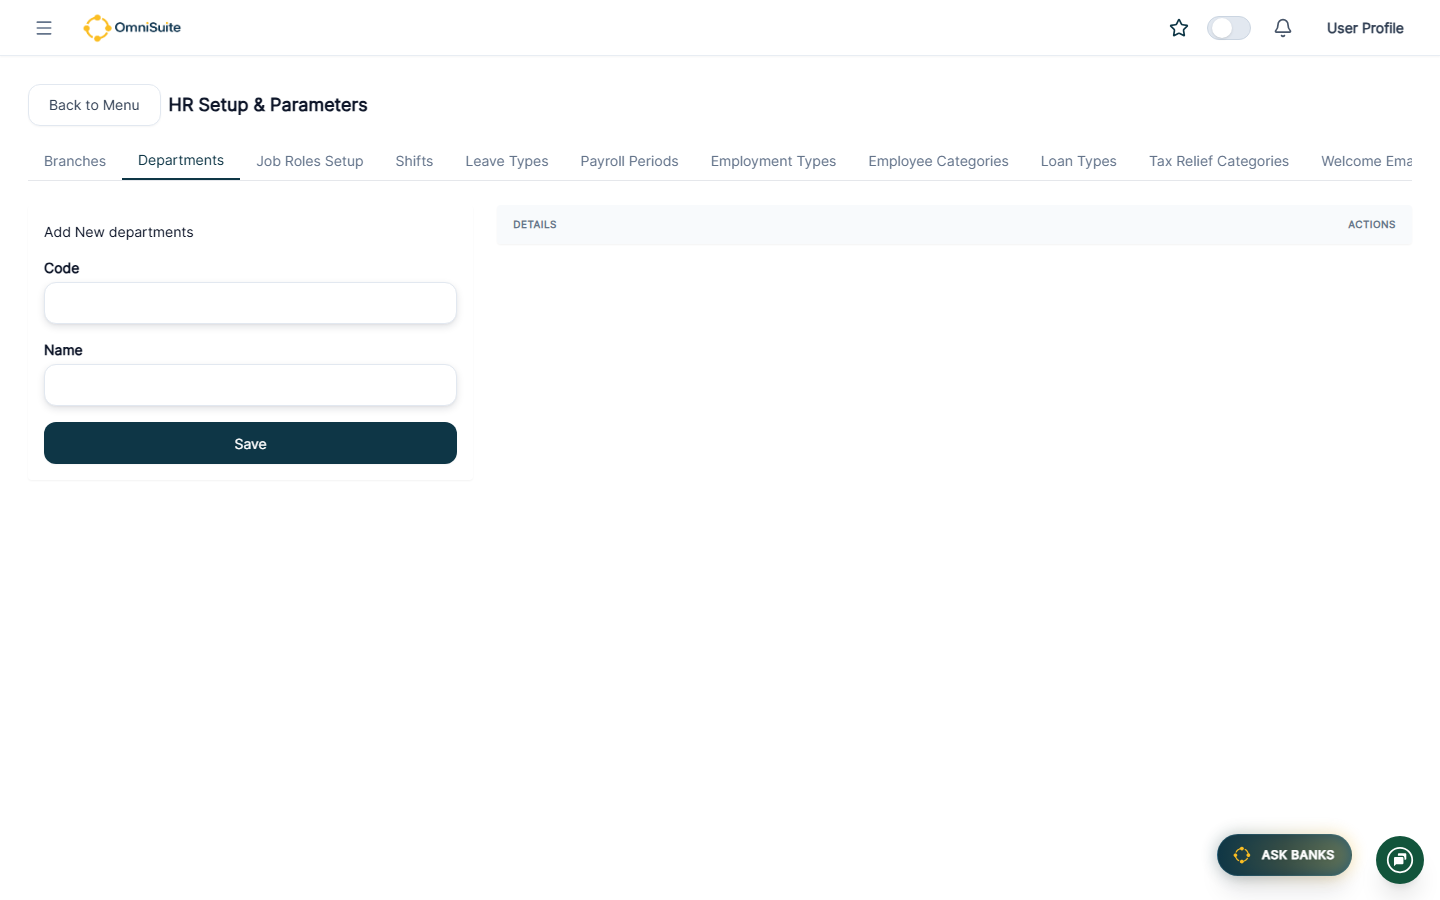 OmniSuite
User Profile
Back to Menu
HR Setup & Parameters
Branches
Departments
Job Roles Setup
Shifts
Leave Types
Payroll Periods
Employment Types
Employee Categories
Loan Types
Tax Relief Categories
Welcome Ema
Add New departments
Code
Name
Save
DETAILS
ACTIONS
ASK BANKS